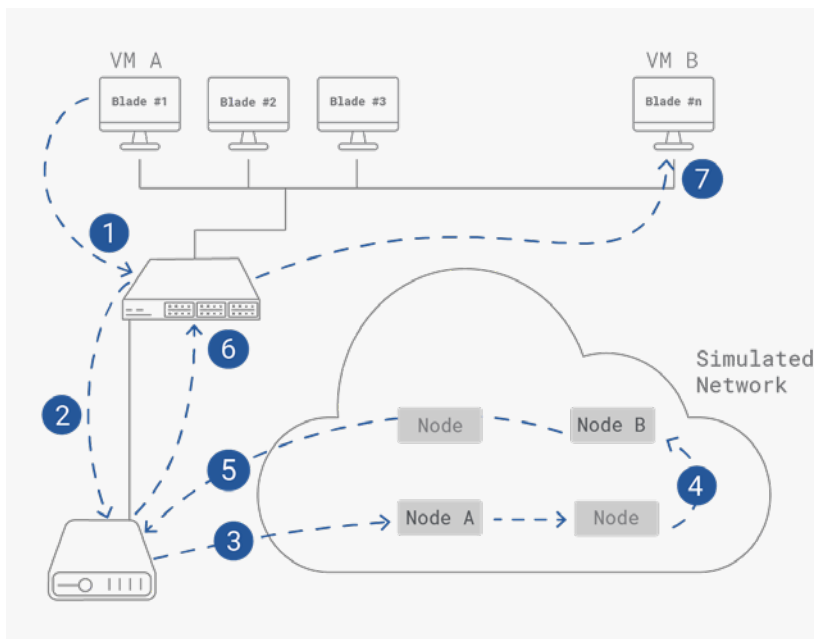 VM A
VM B
Blade #1
Blade #2
Blade #3
Blade #n
7
1
6
Simulated
Network
2
Node
Node B
5
4
3
Node A
Node